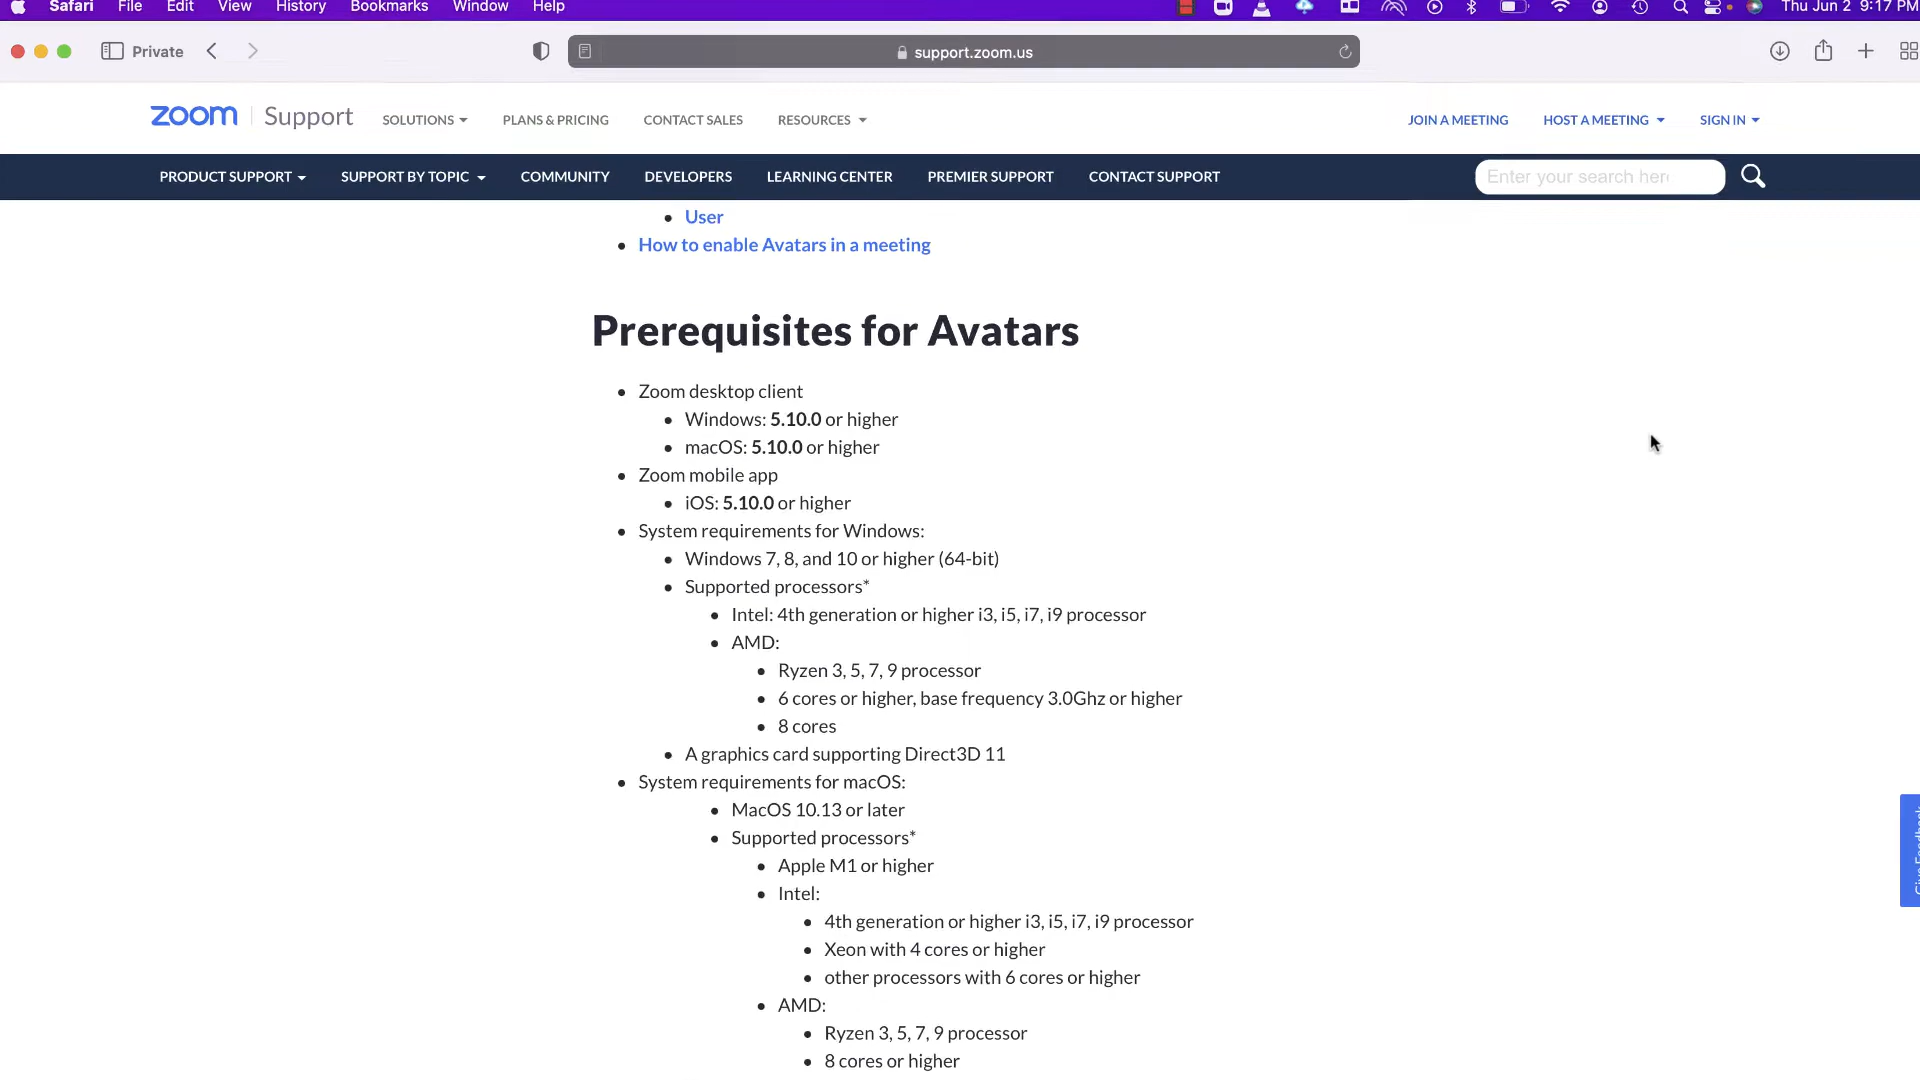 Safari File Edit View History Bookmarks Window Help Thu Jun 2 9:17 PM
Private support.zoom.us
zoom Support SOLUTIONS PLANS & PRICING CONTACT SALES RESOURCES JOIN A MEETING HOST A MEETING SIGN IN
PRODUCT SUPPORT SUPPORT BY TOPIC COMMUNITY DEVELOPERS LEARNING CENTER PREMIER SUPPORT CONTACT SUPPORT Enter your search here
User
How to enable Avatars in a meeting
Prerequisites for Avatars
Zoom desktop client
Windows: 5.10.0 or higher
macOS: 5.10.0 or higher
Zoom mobile app
iOS: 5.10.0 or higher
System requirements for Windows:
Windows 7, 8, and 10 or higher (64-bit)
Supported processors*
Intel: 4th generation or higher i3, i5, i7, i9 processor
AMD:
Ryzen 3, 5, 7, 9 processor
6 cores or higher, base frequency 3.0Ghz or higher
8 cores
A graphics card supporting Direct3D 11
System requirements for macOS:
MacOS 10.13 or later
Supported processors*
Apple M1 or higher
Intel:
4th generation or higher i3, i5, i7, i9 processor
Xeon with 4 cores or higher
other processors with 6 cores or higher
AMD:
Ryzen 3, 5, 7, 9 processor
8 cores or higher